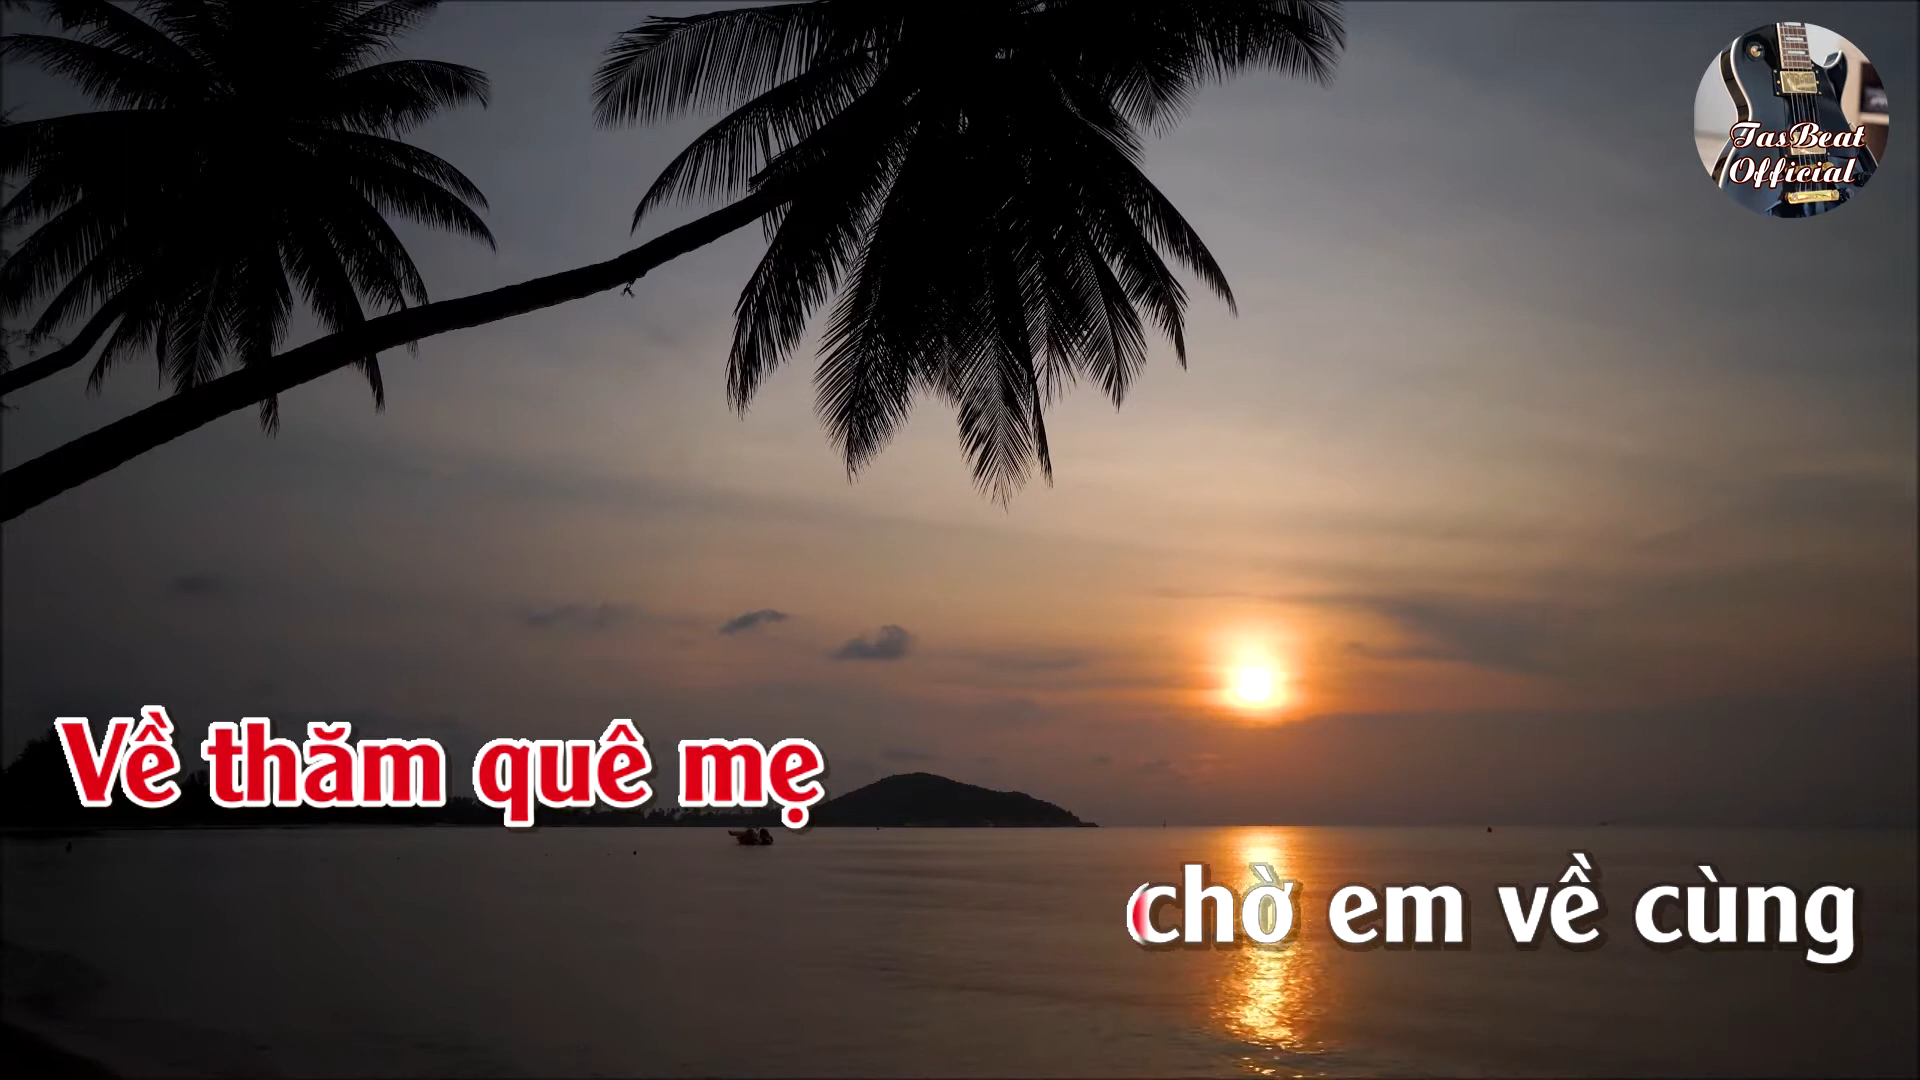 TasBeat
Official
Về thăm quê mẹ
chờ em về cùng